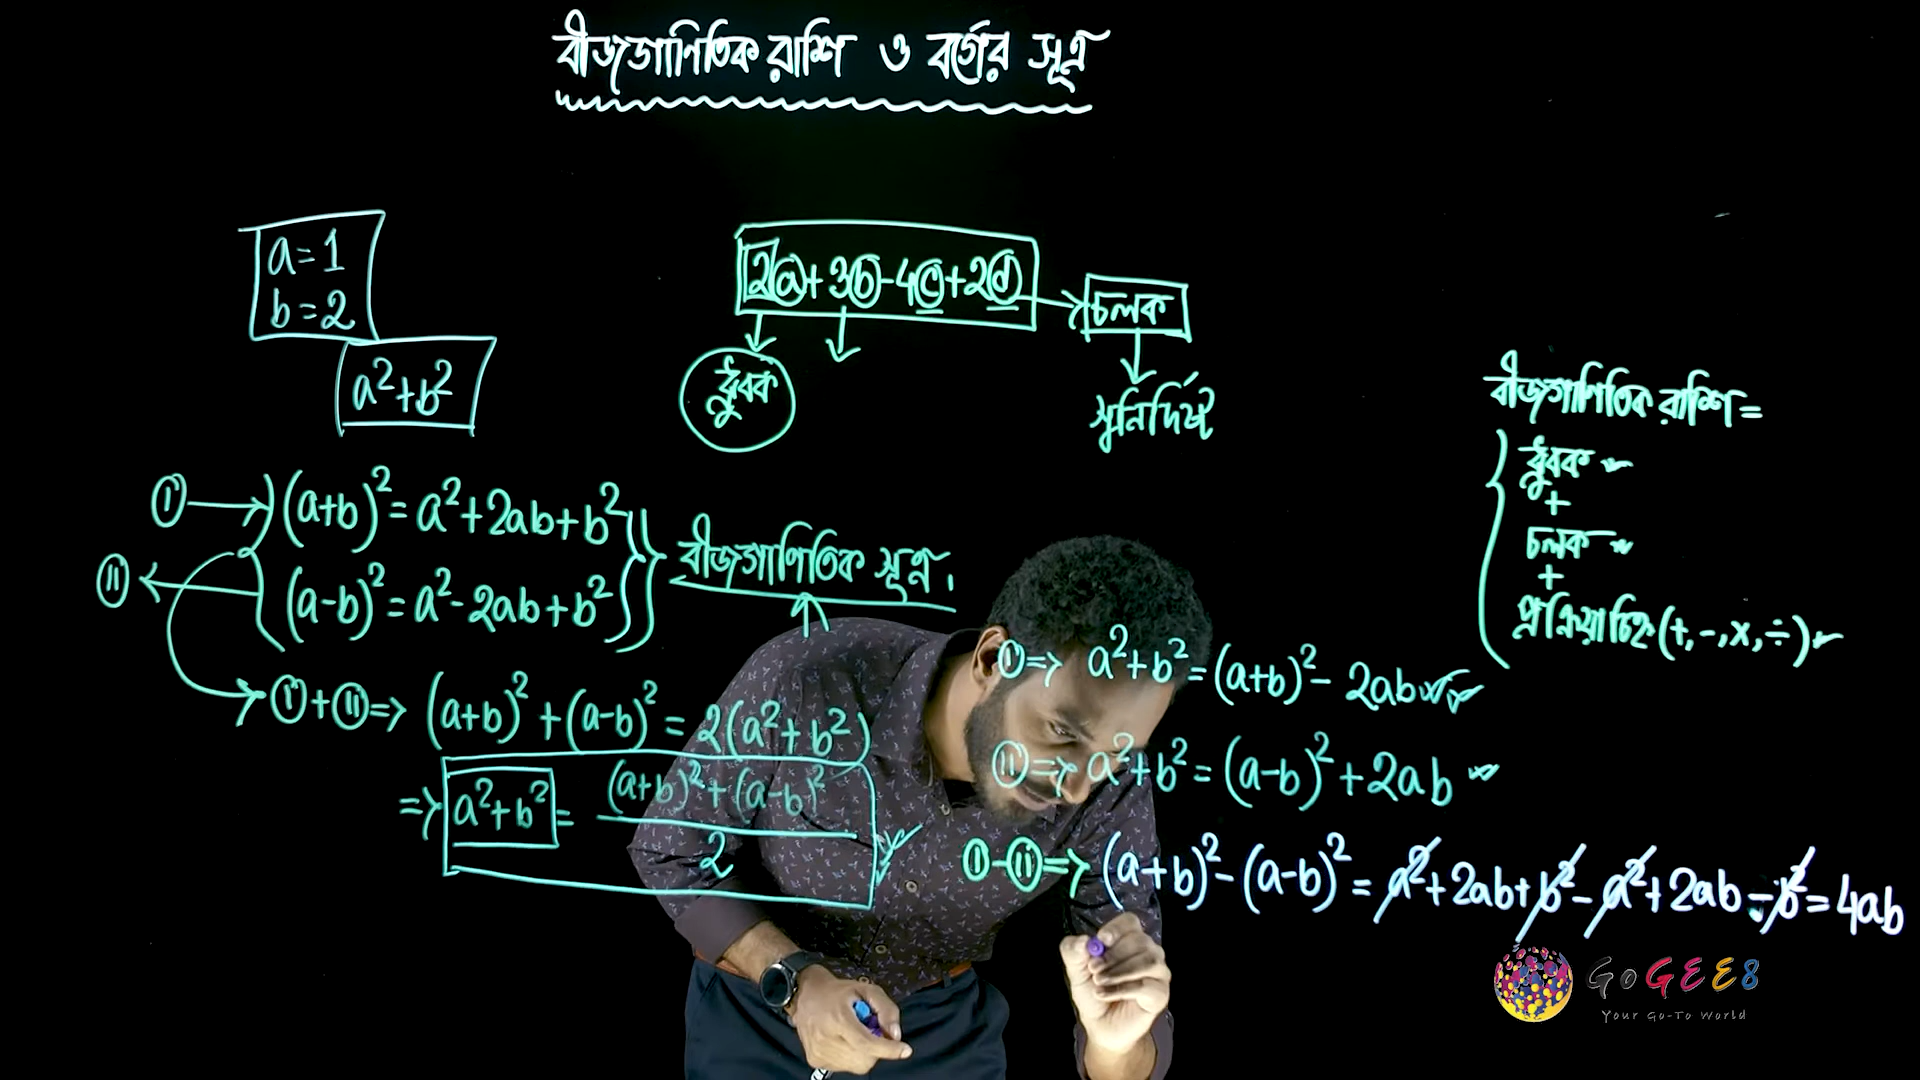 বীজগাণিতিক রাশি ও বর্গের সূত্র
a=1
b=2
a²+b²
2a+3b-4c+2d
চলক
ধ্রুবক
সুনির্দিষ্ট
বীজগাণিতিক রাশি=
ধ্রুবক
+
চলক
+
প্রক্রিয়া চিহ্ন (+,-,x,÷)
(i) → (a+b)²=a²+2ab+b²
(ii) ← (a-b)²=a²-2ab+b²
বীজগাণিতিক সূত্র।
(i)+(ii)=> (a+b)²+(a-b)²=2(a²+b²)
=> a²+b²= (a+b)²+(a-b)²
2
(i)=> a²+b²=(a+b)²-2ab
(ii)=> a²+b²=(a-b)²+2ab
(i)-(ii)=> (a+b)²-(a-b)²=a²+2ab+b²-a²+2ab-b²=4ab
GoGEE8
Your Go-To World